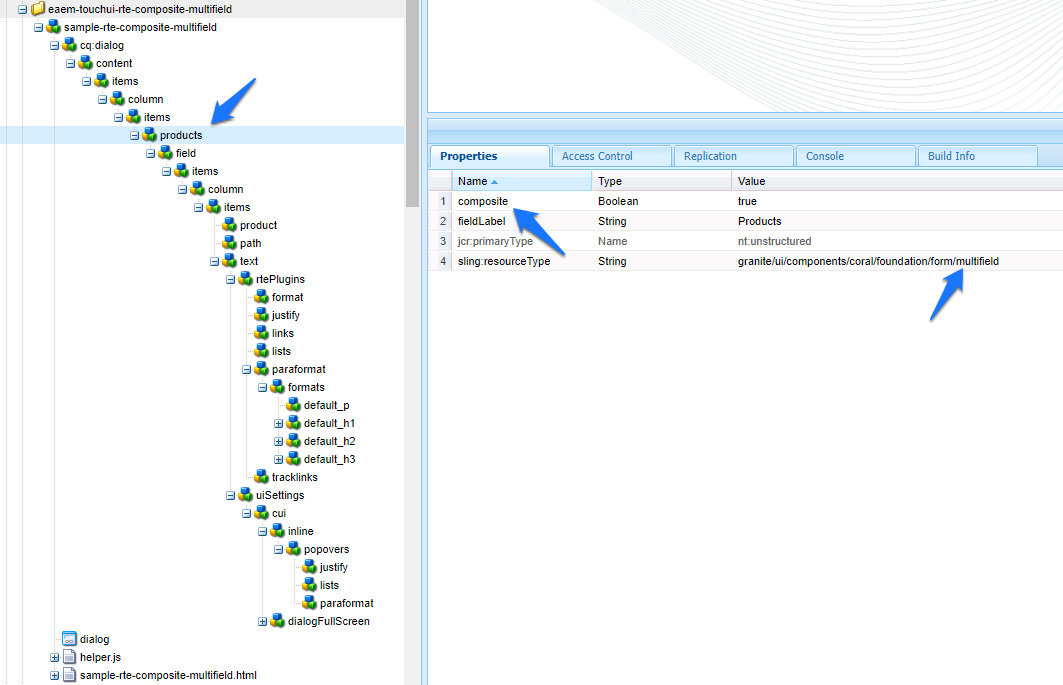 eaem-touchui-rte-composite-multifield
sample-rte-composite-multifield
cq:dialog
content
items
column
items
products
field
items
column
items
product
path
text
rtePlugins
format
justify
links
lists
paraformat
formats
default_p
default_h1
default_h2
default_h3
tracklinks
uiSettings
cui
inline
popovers
justify
lists
paraformat
dialogFullScreen
dialog
helper.js
sample-rte-composite-multifield.html
Properties Access Control Replication Console Build Info
Name Type Value
1 composite Boolean true
2 fieldLabel String Products
3 jcr:primaryType Name nt:unstructured
4 sling:resourceType String granite/ui/components/coral/foundation/form/multifield